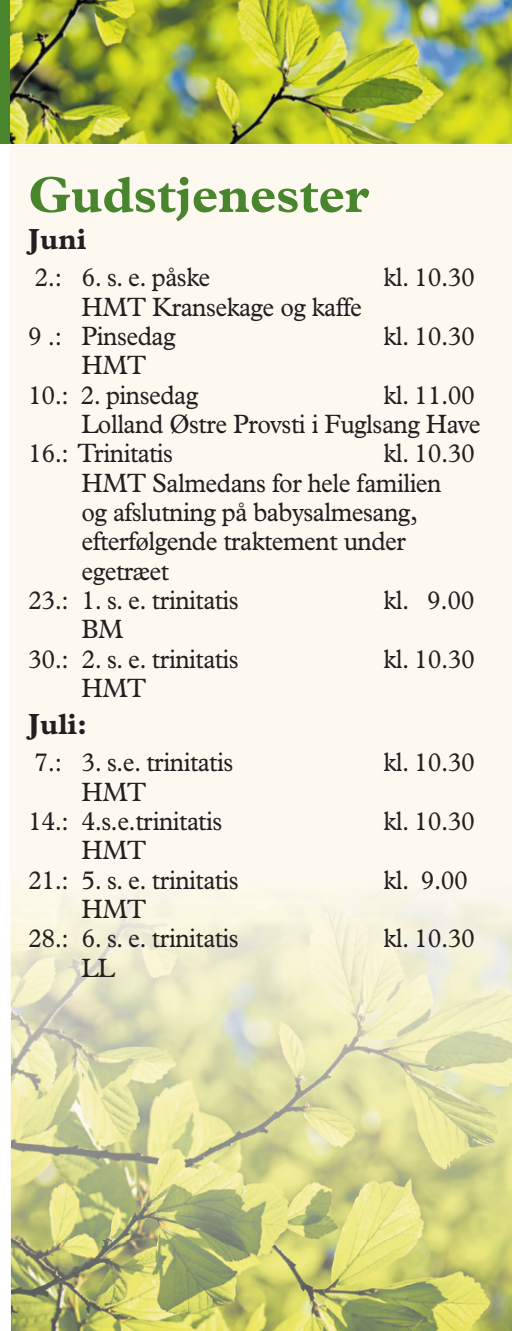 Gudstjenester
Juni
2.: 6. s. e. påske kl. 10.30
HMT Kransekage og kaffe
9 .: Pinsedag kl. 10.30
HMT
10.: 2. pinsedag kl. 11.00
Lolland Østre Provsti i Fuglsang Have
16.: Trinitatis kl. 10.30
HMT Salmedans for hele familien
og afslutning på babysalmesang,
efterfølgende traktement under
egetræet
23.: 1. s. e. trinitatis kl. 9.00
BM
30.: 2. s. e. trinitatis kl. 10.30
HMT
Juli:
7.: 3. s.e. trinitatis kl. 10.30
HMT
14.: 4.s.e.trinitatis kl. 10.30
HMT
21.: 5. s. e. trinitatis kl. 9.00
HMT
28.: 6. s. e. trinitatis kl. 10.30
LL